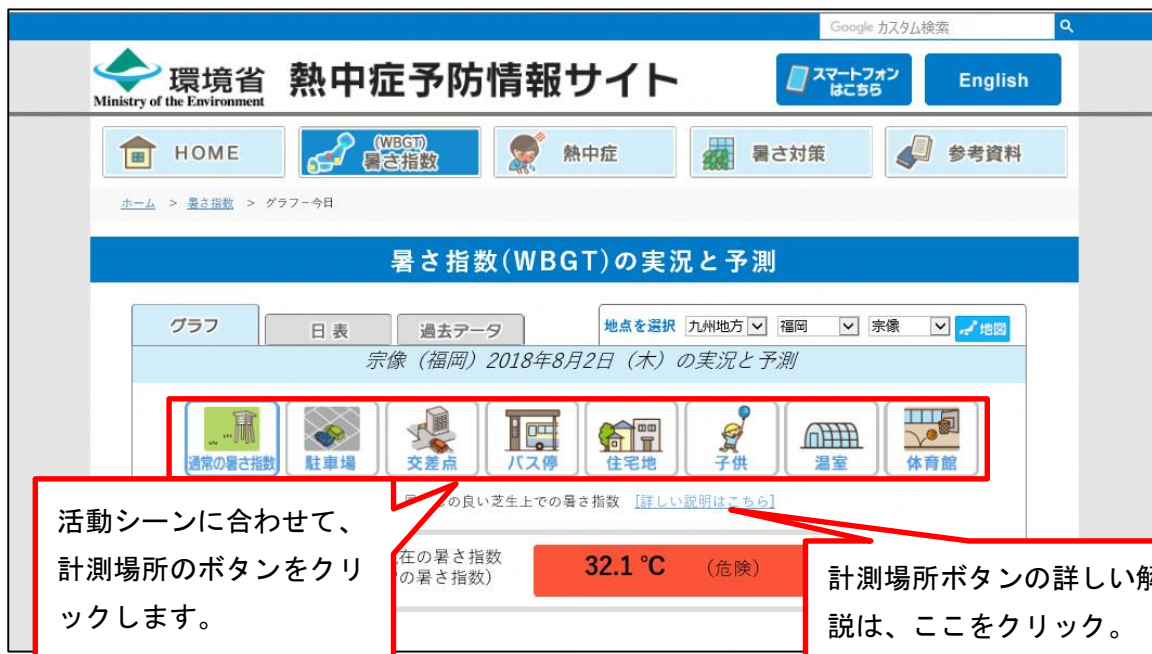 Google カスタム検索
環境省
Ministry of the Environment
熱中症予防情報サイト
スマートフォン
はこちら
English
HOME
(WBGT)
暑さ指数
熱中症
暑さ対策
参考資料
ホーム > 暑さ指数 > グラフ-今日
暑さ指数(WBGT)の実況と予測
グラフ
日表
過去データ
地点を選択 九州地方 福岡 宗像 地図
宗像（福岡）2018年8月2日（木）の実況と予測
通常の暑さ指数
駐車場
交差点
バス停
住宅地
子供
温室
体育館
の良い芝生上での暑さ指数 [詳しい説明はこちら]
在の暑さ指数
の暑さ指数)
32.1 ℃ (危険)
活動シーンに合わせて、
計測場所のボタンをクリ
ックします。
計測場所ボタンの詳しい解
説は、ここをクリック。